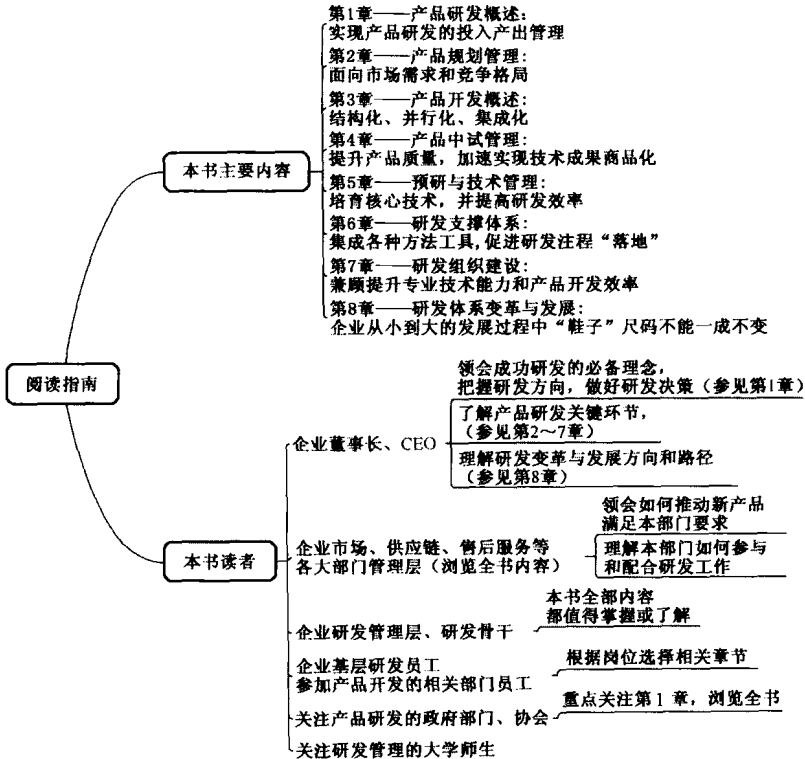 第1章——产品研发概述:
实现产品研发的投入产出管理
第2章——产品规划管理:
面向市场需求和竞争格局
第3章——产品开发概述:
结构化、并行化、集成化
第4章——产品中试管理:
提升产品质量，加速实现技术成果商品化
本书主要内容
第5章——预研与技术管理:
培育核心技术，并提高研发效率
第6章——研发支撑体系:
集成各种方法工具,促进研发注程“落地”
第7章——研发组织建设:
兼顾提升专业技术能力和产品开发效率
第8章——研发体系变革与发展:
企业从小到大的发展过程中“鞋子”尺码不能一成不变
阅读指南
领会成功研发的必备理念，
把握研发方向，做好研发决策（参见第1章）
企业董事长、CEO
了解产品研发关键环节，
（参见第2～7章）
理解研发变革与发展方向和路径
（参见第8章）
本书读者
企业市场、供应链、售后服务等
各大部门管理层（浏览全书内容）
领会如何推动新产品
满足本部门要求
理解本部门如何参与
和配合研发工作
企业研发管理层、研发骨干
本书全部内容
都值得掌握或了解
企业基层研发员工
参加产品开发的相关部门员工
根据岗位选择相关章节
关注产品研发的政府部门、协会
重点关注第1章，浏览全书
关注研发管理的大学师生